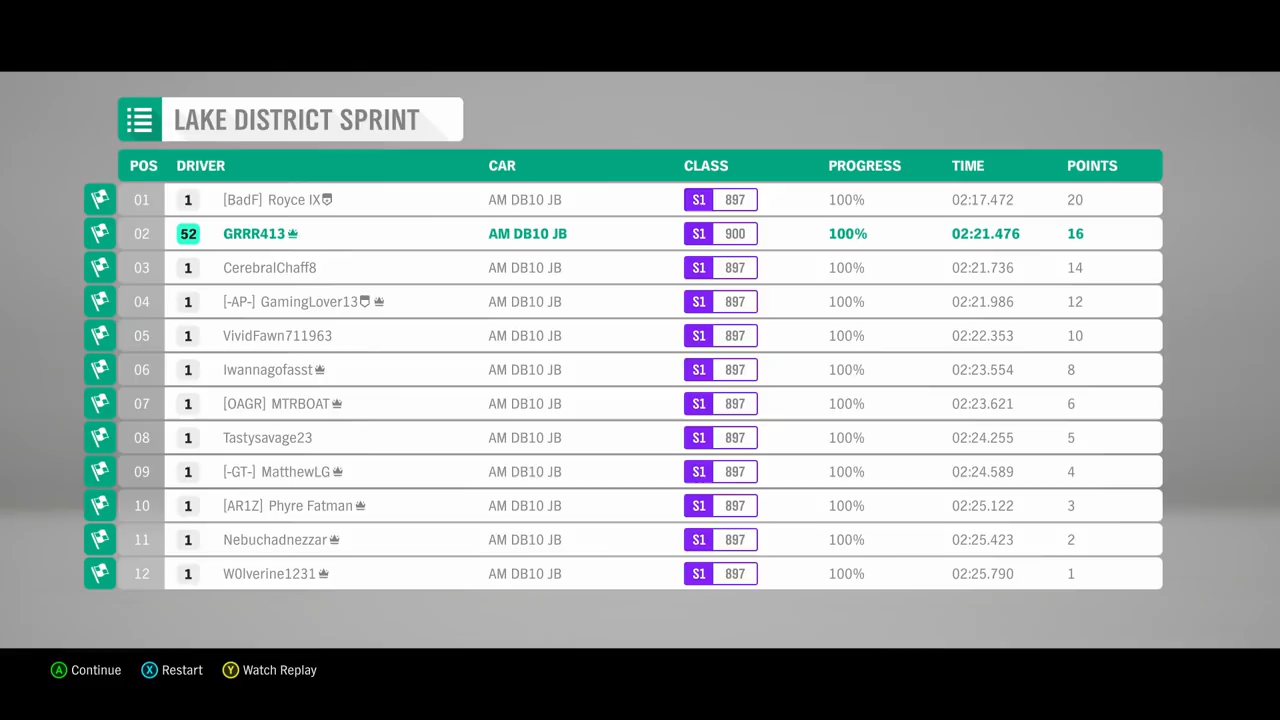 LAKE DISTRICT SPRINT
POS DRIVER CAR CLASS PROGRESS TIME POINTS
01 1 [BadF] Royce IX AM DB10 JB S1 897 100% 02:17.472 20
02 52 GRRR413 AM DB10 JB S1 900 100% 02:21.476 16
03 1 CerebralChaff8 AM DB10 JB S1 897 100% 02:21.736 14
04 1 [-AP-] GamingLover13 AM DB10 JB S1 897 100% 02:21.986 12
05 1 VividFawn711963 AM DB10 JB S1 897 100% 02:22.353 10
06 1 Iwannagofasst AM DB10 JB S1 897 100% 02:23.554 8
07 1 [OAGR] MTRBOAT AM DB10 JB S1 897 100% 02:23.621 6
08 1 Tastysavage23 AM DB10 JB S1 897 100% 02:24.255 5
09 1 [-GT-] MatthewLG AM DB10 JB S1 897 100% 02:24.589 4
10 1 [AR1Z] Phyre Fatman AM DB10 JB S1 897 100% 02:25.122 3
11 1 Nebuchadnezzar AM DB10 JB S1 897 100% 02:25.423 2
12 1 W0lverine1231 AM DB10 JB S1 897 100% 02:25.790 1
A Continue X Restart Y Watch Replay